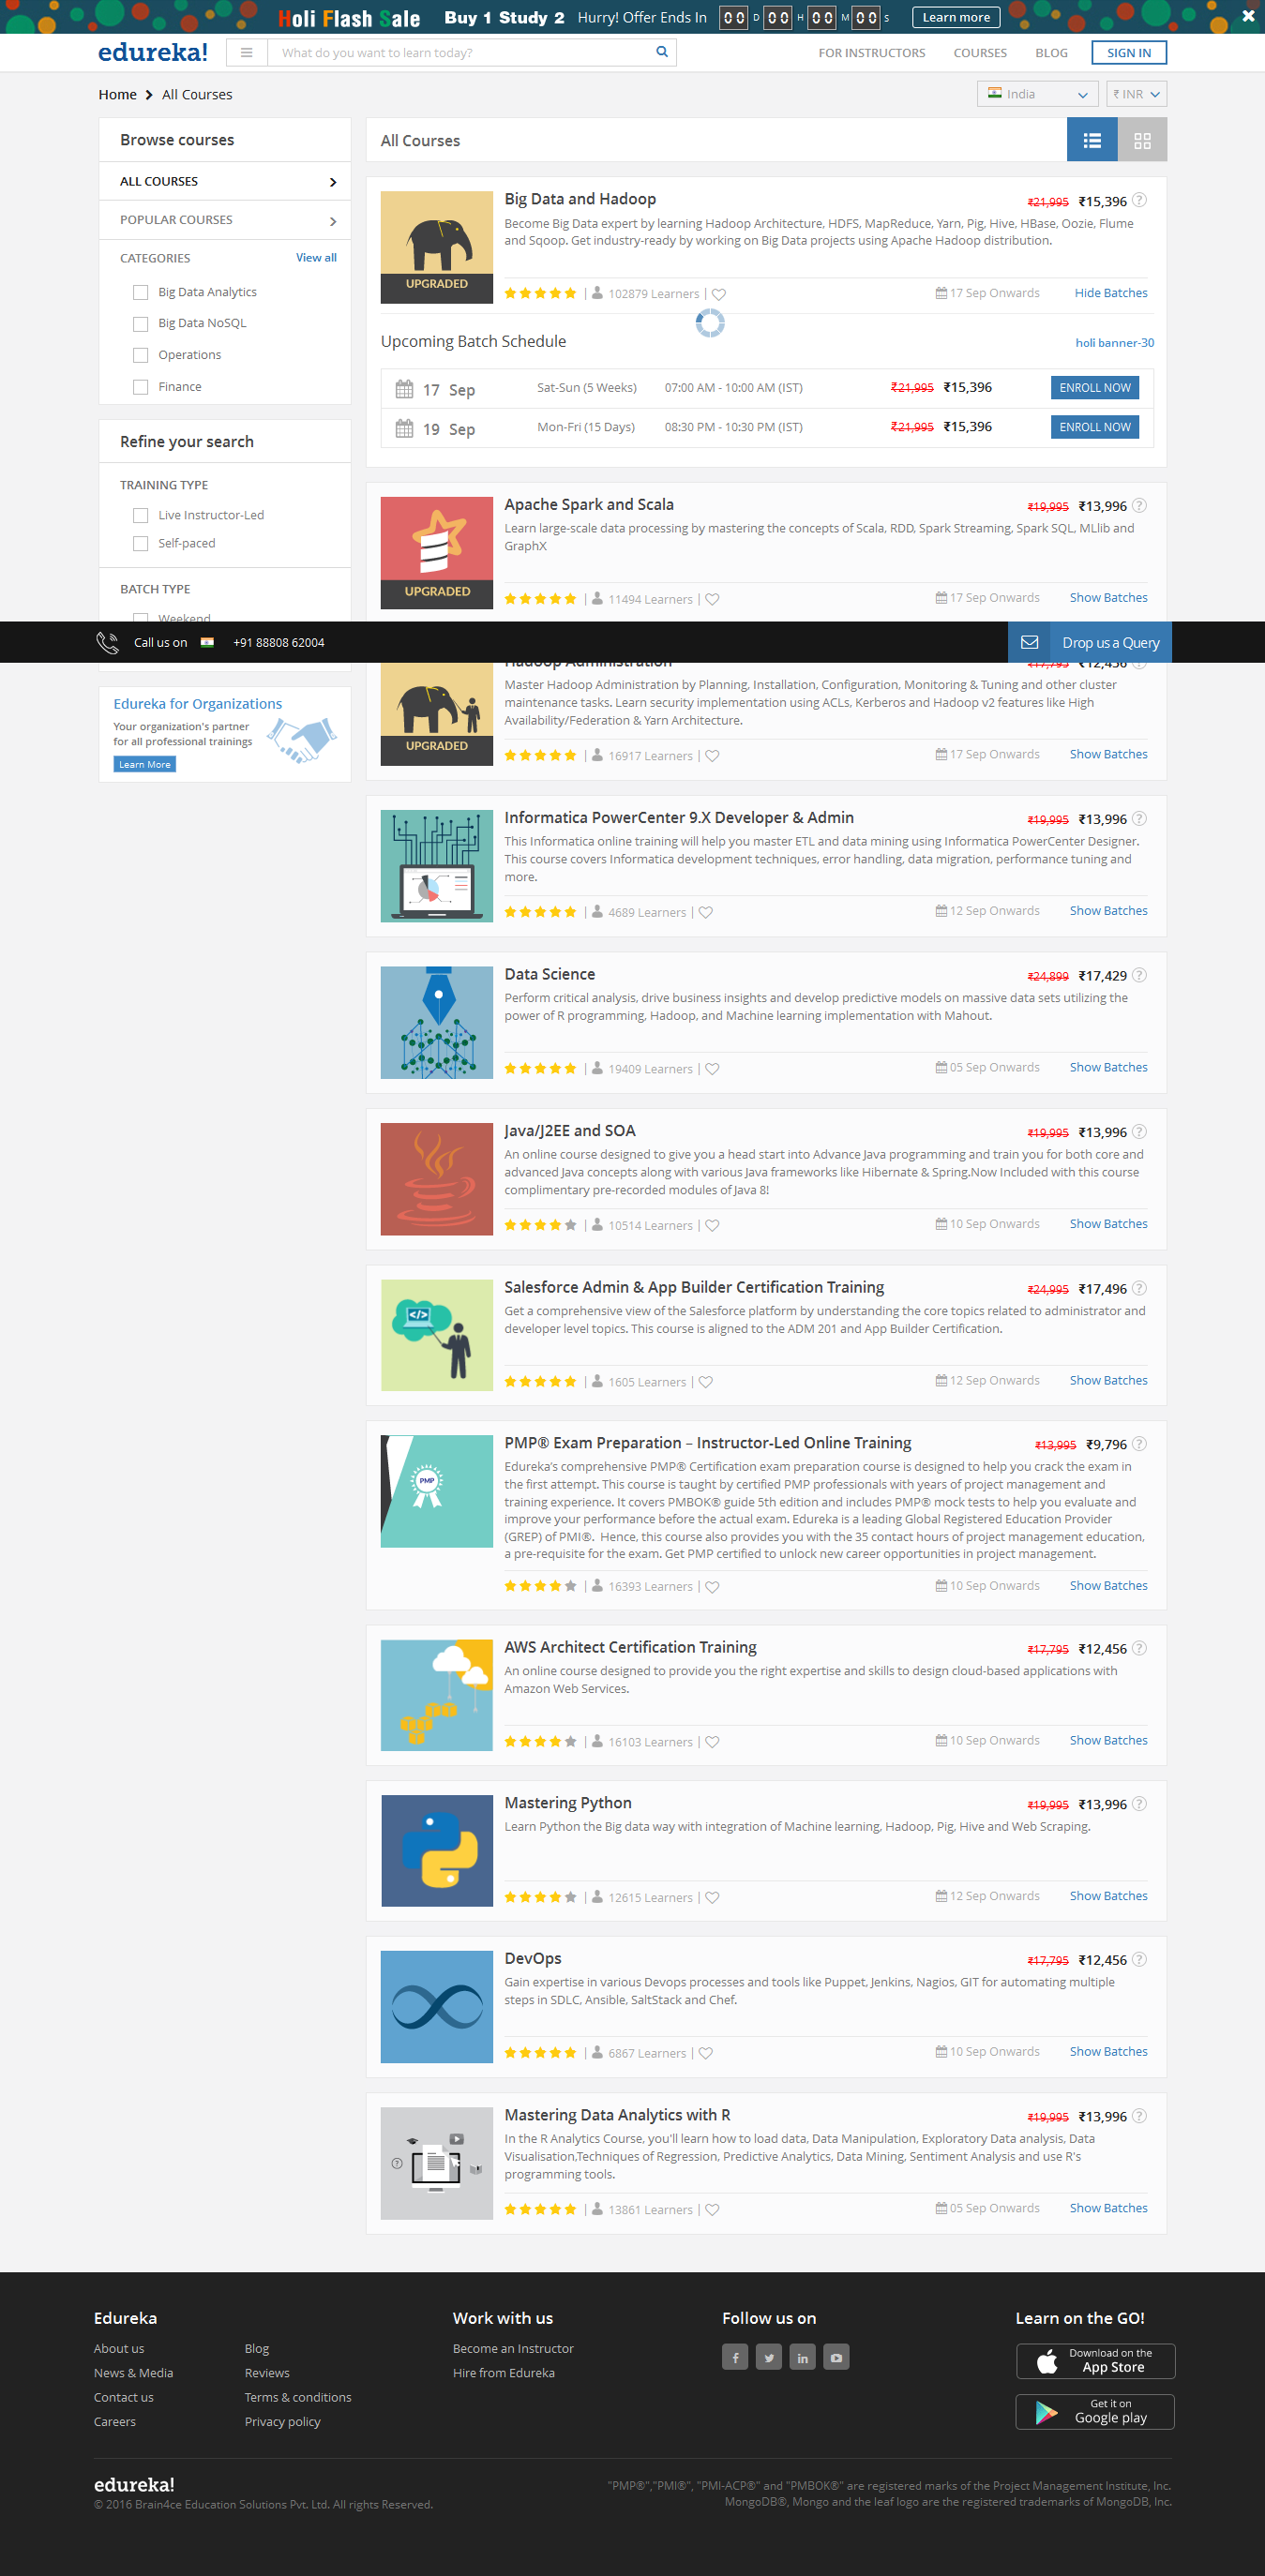 Holi Flash Sale Buy 1 Study 2 Hurry! Offer Ends In 00 D 00 H 00 M 00 S Learn more
edureka! What do you want to learn today? FOR INSTRUCTORS COURSES BLOG SIGN IN
Home All Courses India ₹ INR
Browse courses
ALL COURSES
POPULAR COURSES
CATEGORIES View all
Big Data Analytics
Big Data NoSQL
Operations
Finance
Refine your search
TRAINING TYPE
Live Instructor-Led
Self-paced
BATCH TYPE
Weekend
Call us on +91 88808 62004 Drop us a Query
Edureka for Organizations
Your organization's partner
for all professional trainings
Learn More
All Courses
Big Data and Hadoop ₹21,995 ₹15,396 ?
Become Big Data expert by learning Hadoop Architecture, HDFS, MapReduce, Yarn, Pig, Hive, HBase, Oozie, Flume
and Sqoop. Get industry-ready by working on Big Data projects using Apache Hadoop distribution.
UPGRADED
| 102879 Learners | 17 Sep Onwards Hide Batches
Upcoming Batch Schedule holi banner-30
17 Sep Sat-Sun (5 Weeks) 07:00 AM - 10:00 AM (IST) ₹21,995 ₹15,396 ENROLL NOW
19 Sep Mon-Fri (15 Days) 08:30 PM - 10:30 PM (IST) ₹21,995 ₹15,396 ENROLL NOW
Apache Spark and Scala ₹19,995 ₹13,996 ?
Learn large-scale data processing by mastering the concepts of Scala, RDD, Spark Streaming, Spark SQL, MLlib and
GraphX
UPGRADED
| 11494 Learners | 17 Sep Onwards Show Batches
Hadoop Administration ₹17,795 ₹12,456 ?
Master Hadoop Administration by Planning, Installation, Configuration, Monitoring & Tuning and other cluster
maintenance tasks. Learn security implementation using ACLs, Kerberos and Hadoop v2 features like High
Availability/Federation & Yarn Architecture.
UPGRADED
| 16917 Learners | 17 Sep Onwards Show Batches
Informatica PowerCenter 9.X Developer & Admin ₹19,995 ₹13,996 ?
This Informatica online training will help you master ETL and data mining using Informatica PowerCenter Designer.
This course covers Informatica development techniques, error handling, data migration, performance tuning and
more.
| 4689 Learners | 12 Sep Onwards Show Batches
Data Science ₹24,899 ₹17,429 ?
Perform critical analysis, drive business insights and develop predictive models on massive data sets utilizing the
power of R programming, Hadoop, and Machine learning implementation with Mahout.
| 19409 Learners | 05 Sep Onwards Show Batches
Java/J2EE and SOA ₹19,995 ₹13,996 ?
An online course designed to give you a head start into Advance Java programming and train you for both core and
advanced Java concepts along with various Java frameworks like Hibernate & Spring.Now Included with this course
complimentary pre-recorded modules of Java 8!
| 10514 Learners | 10 Sep Onwards Show Batches
Salesforce Admin & App Builder Certification Training ₹24,995 ₹17,496 ?
Get a comprehensive view of the Salesforce platform by understanding the core topics related to administrator and
developer level topics. This course is aligned to the ADM 201 and App Builder Certification.
</>
| 1605 Learners | 12 Sep Onwards Show Batches
PMP® Exam Preparation – Instructor-Led Online Training ₹13,995 ₹9,796 ?
PMP
Edureka's comprehensive PMP® Certification exam preparation course is designed to help you crack the exam in
the first attempt. This course is taught by certified PMP professionals with years of project management and
training experience. It covers PMBOK® guide 5th edition and includes PMP® mock tests to help you evaluate and
improve your performance before the actual exam. Edureka is a leading Global Registered Education Provider
(GREP) of PMI®. Hence, this course also provides you with the 35 contact hours of project management education,
a pre-requisite for the exam. Get PMP certified to unlock new career opportunities in project management.
| 16393 Learners | 10 Sep Onwards Show Batches
AWS Architect Certification Training ₹17,795 ₹12,456 ?
An online course designed to provide you the right expertise and skills to design cloud-based applications with
Amazon Web Services.
| 16103 Learners | 10 Sep Onwards Show Batches
Mastering Python ₹19,995 ₹13,996 ?
Learn Python the Big data way with integration of Machine learning, Hadoop, Pig, Hive and Web Scraping.
| 12615 Learners | 12 Sep Onwards Show Batches
DevOps ₹17,795 ₹12,456 ?
Gain expertise in various Devops processes and tools like Puppet, Jenkins, Nagios, GIT for automating multiple
steps in SDLC, Ansible, SaltStack and Chef.
| 6867 Learners | 10 Sep Onwards Show Batches
Mastering Data Analytics with R ₹19,995 ₹13,996 ?
In the R Analytics Course, you'll learn how to load data, Data Manipulation, Exploratory Data analysis, Data
Visualisation,Techniques of Regression, Predictive Analytics, Data Mining, Sentiment Analysis and use R's
programming tools.
| 13861 Learners | 05 Sep Onwards Show Batches
Edureka Work with us Follow us on Learn on the GO!
About us Blog Become an Instructor Download on the
App Store
News & Media Reviews Hire from Edureka
Contact us Terms & conditions Get it on
Google play
Careers Privacy policy
edureka!
© 2016 Brain4ce Education Solutions Pvt. Ltd. All rights Reserved.
"PMP®","PMI®", "PMI-ACP®" and "PMBOK®" are registered marks of the Project Management Institute, Inc.
MongoDB®, Mongo and the leaf logo are the registered trademarks of MongoDB, Inc.